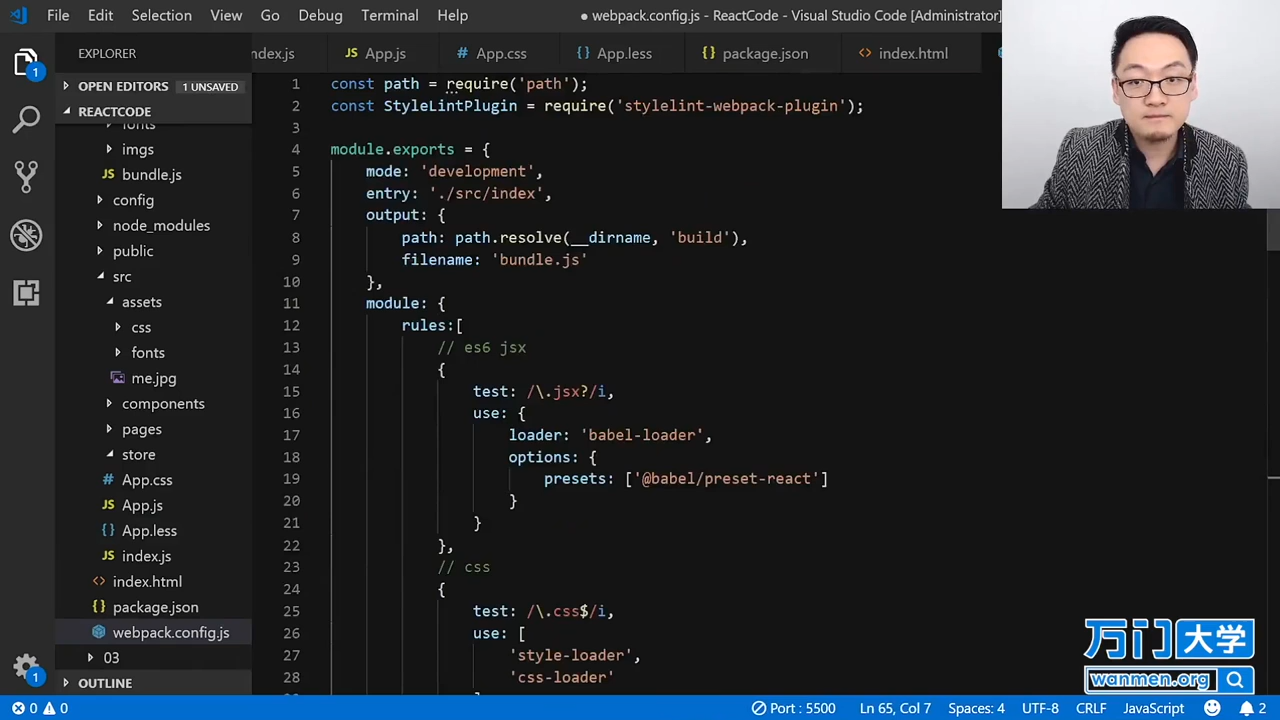 File Edit Selection View Go Debug Terminal Help
● webpack.config.js - ReactCode - Visual Studio Code [Administrator]
EXPLORER
OPEN EDITORS 1 UNSAVED
REACTCODE
fonts
imgs
bundle.js
config
node_modules
public
src
assets
css
fonts
me.jpg
components
pages
store
App.css
App.js
App.less
index.js
index.html
package.json
webpack.config.js
03
OUTLINE
ndex.js App.js App.css App.less package.json index.html
1 const path = require('path');
2 const StyleLintPlugin = require('stylelint-webpack-plugin');
3
4 module.exports = {
5 mode: 'development',
6 entry: './src/index',
7 output: {
8 path: path.resolve(__dirname, 'build'),
9 filename: 'bundle.js'
10 },
11 module: {
12 rules:[
13 // es6 jsx
14 {
15 test: /\.jsx?/i,
16 use: {
17 loader: 'babel-loader',
18 options: {
19 presets: ['@babel/preset-react']
20 }
21 }
22 },
23 // css
24 {
25 test: /\.css$/i,
26 use: [
27 'style-loader',
28 'css-loader'
万门大学
wanmen.org
0 0 Port : 5500 Ln 65, Col 7 Spaces: 4 UTF-8 CRLF JavaScript 2